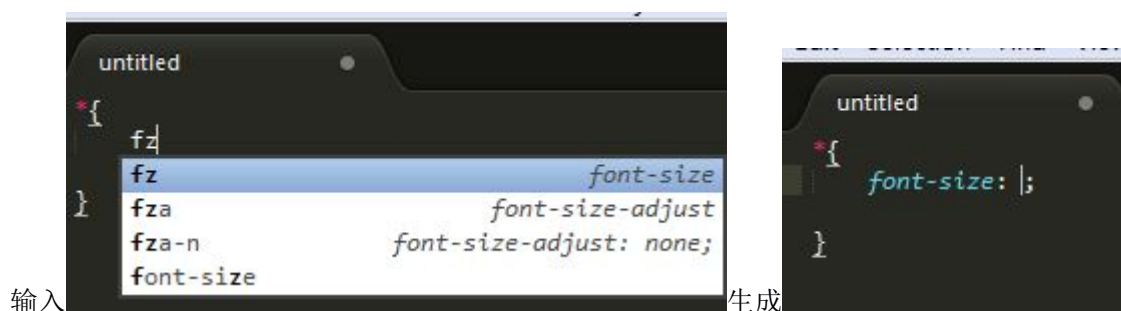 untitled
*{
fz
fz font-size
fza font-size-adjust
}
fza-n font-size-adjust: none;
font-size
输入
生成
untitled
*{
font-size: ;
}